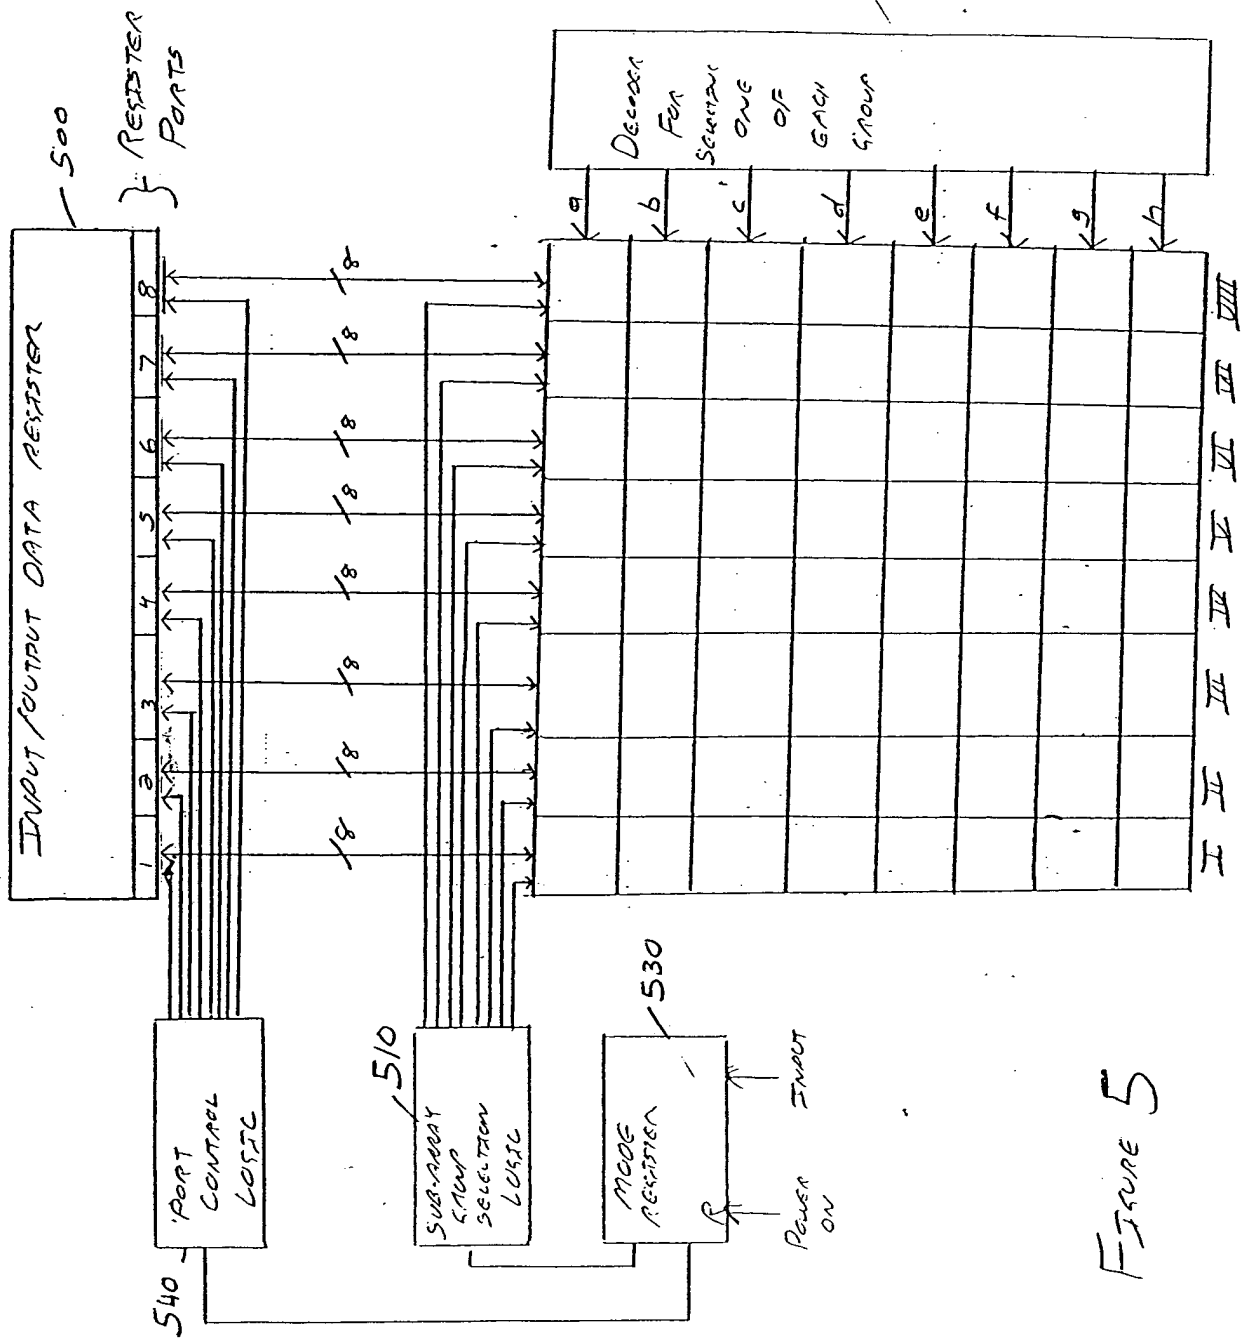 500
INPUT/OUTPUT DATA REGISTER
} REGISTER
PORTS
1 2 3 4 5 6 7 8
540
PORT
CONTROL
LOGIC
8 8 8 8 8 8 8 8
510
SUB-ARRAY
GROUP
SELECTION
LOGIC
530
MODE
REGISTER
R
POWER
ON
INPUT
DECODER
FOR
SELECTING
ONE
OF
EACH
GROUP
a
b
c
d
e
f
g
h
I II III IV V VI VII VIII
FIGURE 5